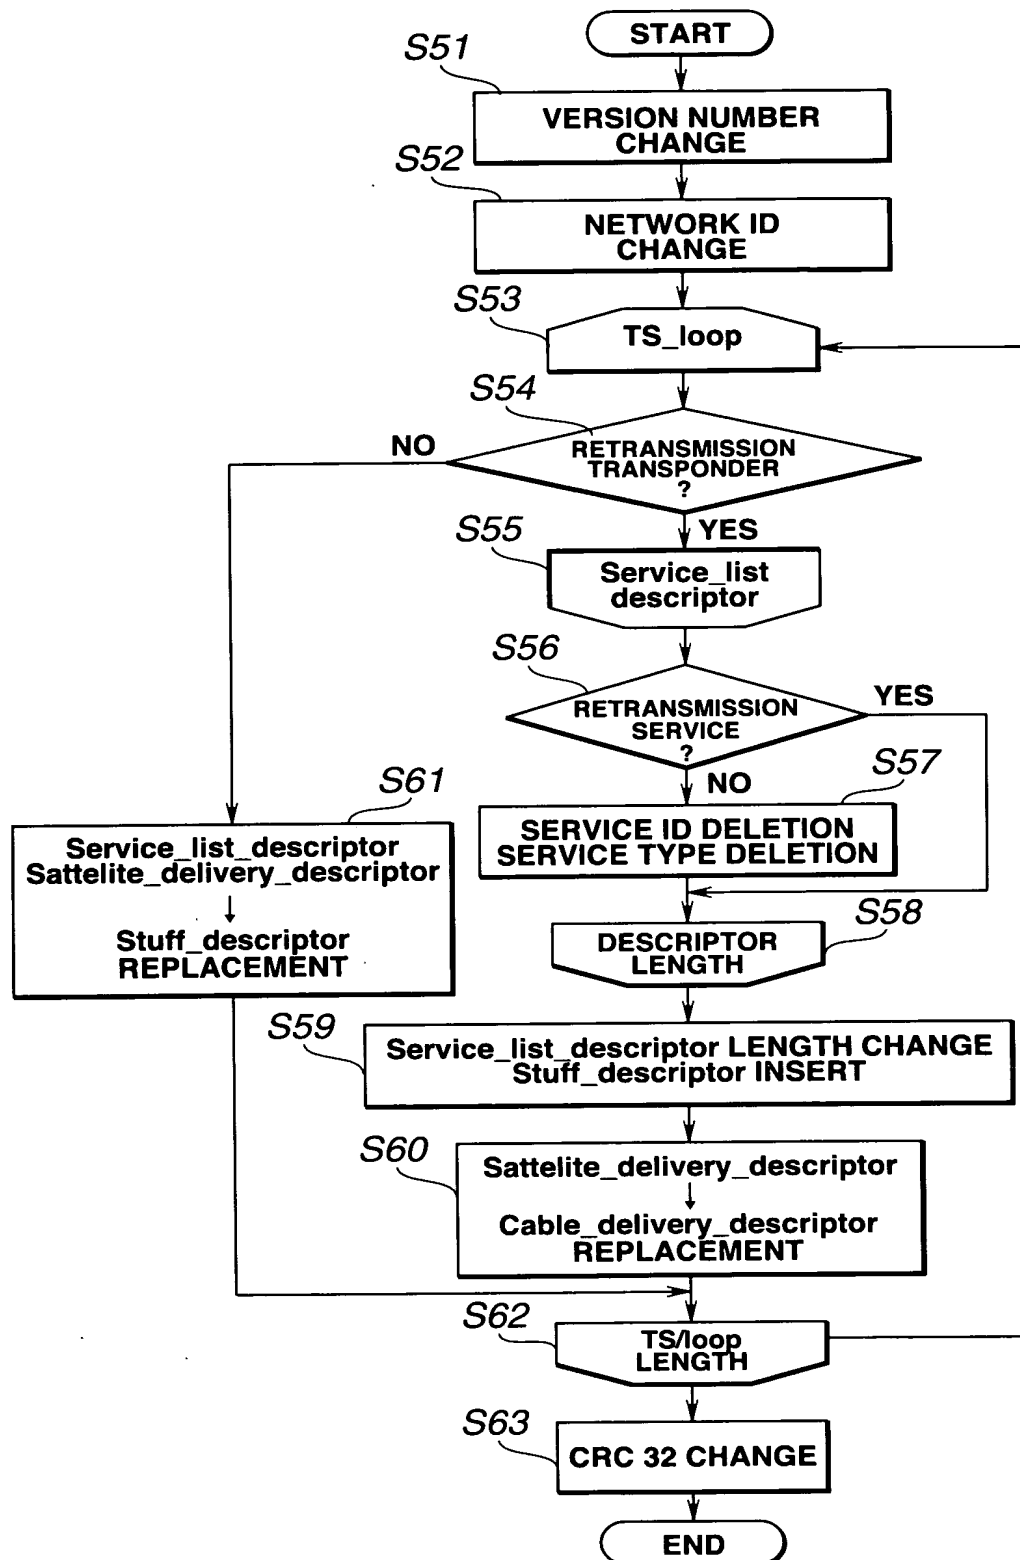 START
S51
VERSION NUMBER
CHANGE
S52
NETWORK ID
CHANGE
S53
TS_loop
S54
NO
RETRANSMISSION
TRANSPONDER
?
YES
S55
Service_list
descriptor
S56
YES
RETRANSMISSION
SERVICE
?
NO
S57
SERVICE ID DELETION
SERVICE TYPE DELETION
S61
Service_list_descriptor
Sattelite_delivery_descriptor
Stuff_descriptor
REPLACEMENT
S58
DESCRIPTOR
LENGTH
S59
Service_list_descriptor LENGTH CHANGE
Stuff_descriptor INSERT
S60
Sattelite_delivery_descriptor
Cable_delivery_descriptor
REPLACEMENT
S62
TS/loop
LENGTH
S63
CRC 32 CHANGE
END